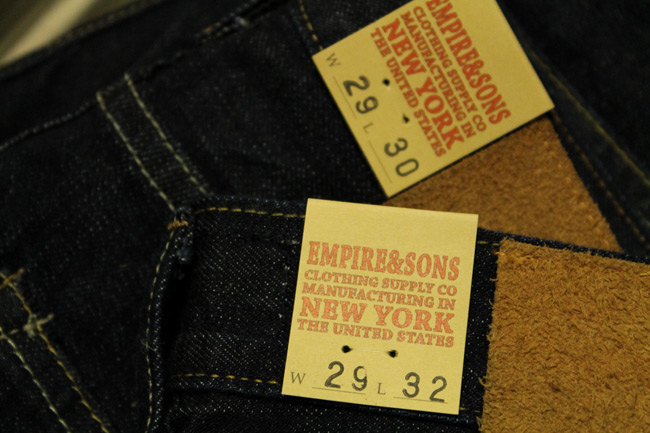 EMPIRE&SONS
CLOTHING SUPPLY CO
MANUFACTURING IN
NEW YORK
THE UNITED STATES
W 29 L 30
EMPIRE&SONS
CLOTHING SUPPLY CO
MANUFACTURING IN
NEW YORK
THE UNITED STATES
W 29 L 32